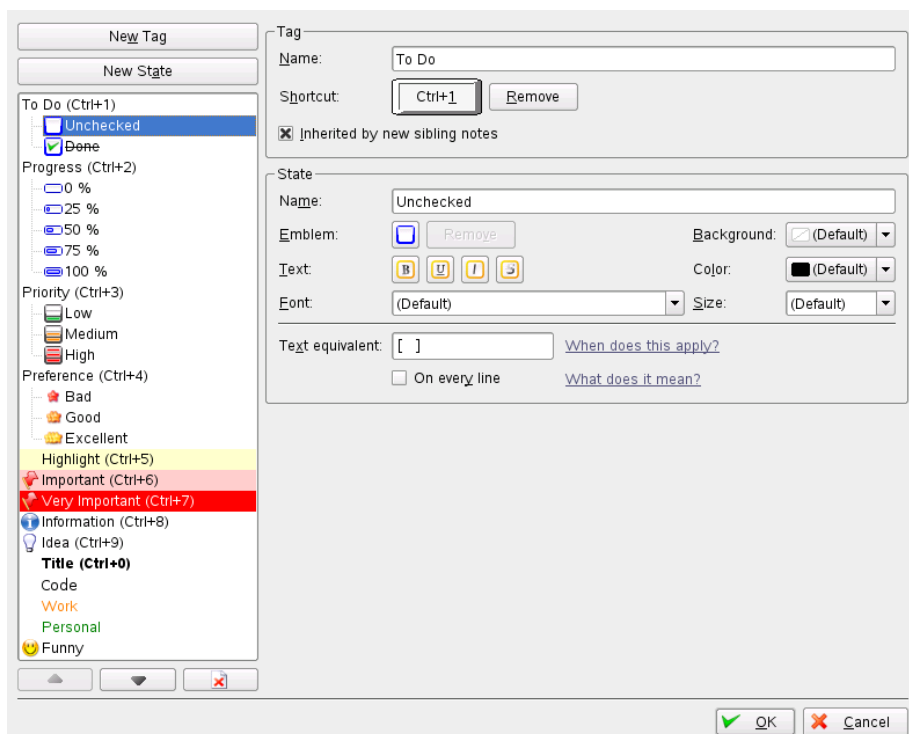 New Tag
New State
To Do (Ctrl+1)
Unchecked
Done
Progress (Ctrl+2)
0 %
25 %
50 %
75 %
100 %
Priority (Ctrl+3)
Low
Medium
High
Preference (Ctrl+4)
Bad
Good
Excellent
Highlight (Ctrl+5)
Important (Ctrl+6)
Very Important (Ctrl+7)
Information (Ctrl+8)
Idea (Ctrl+9)
Title (Ctrl+0)
Code
Work
Personal
Funny
Tag
Name: To Do
Shortcut: Ctrl+1 Remove
Inherited by new sibling notes
State
Name: Unchecked
Emblem: Remove Background: (Default)
Text: B U I S Color: (Default)
Font: (Default) Size: (Default)
Text equivalent: [ ] When does this apply?
On every line What does it mean?
OK Cancel